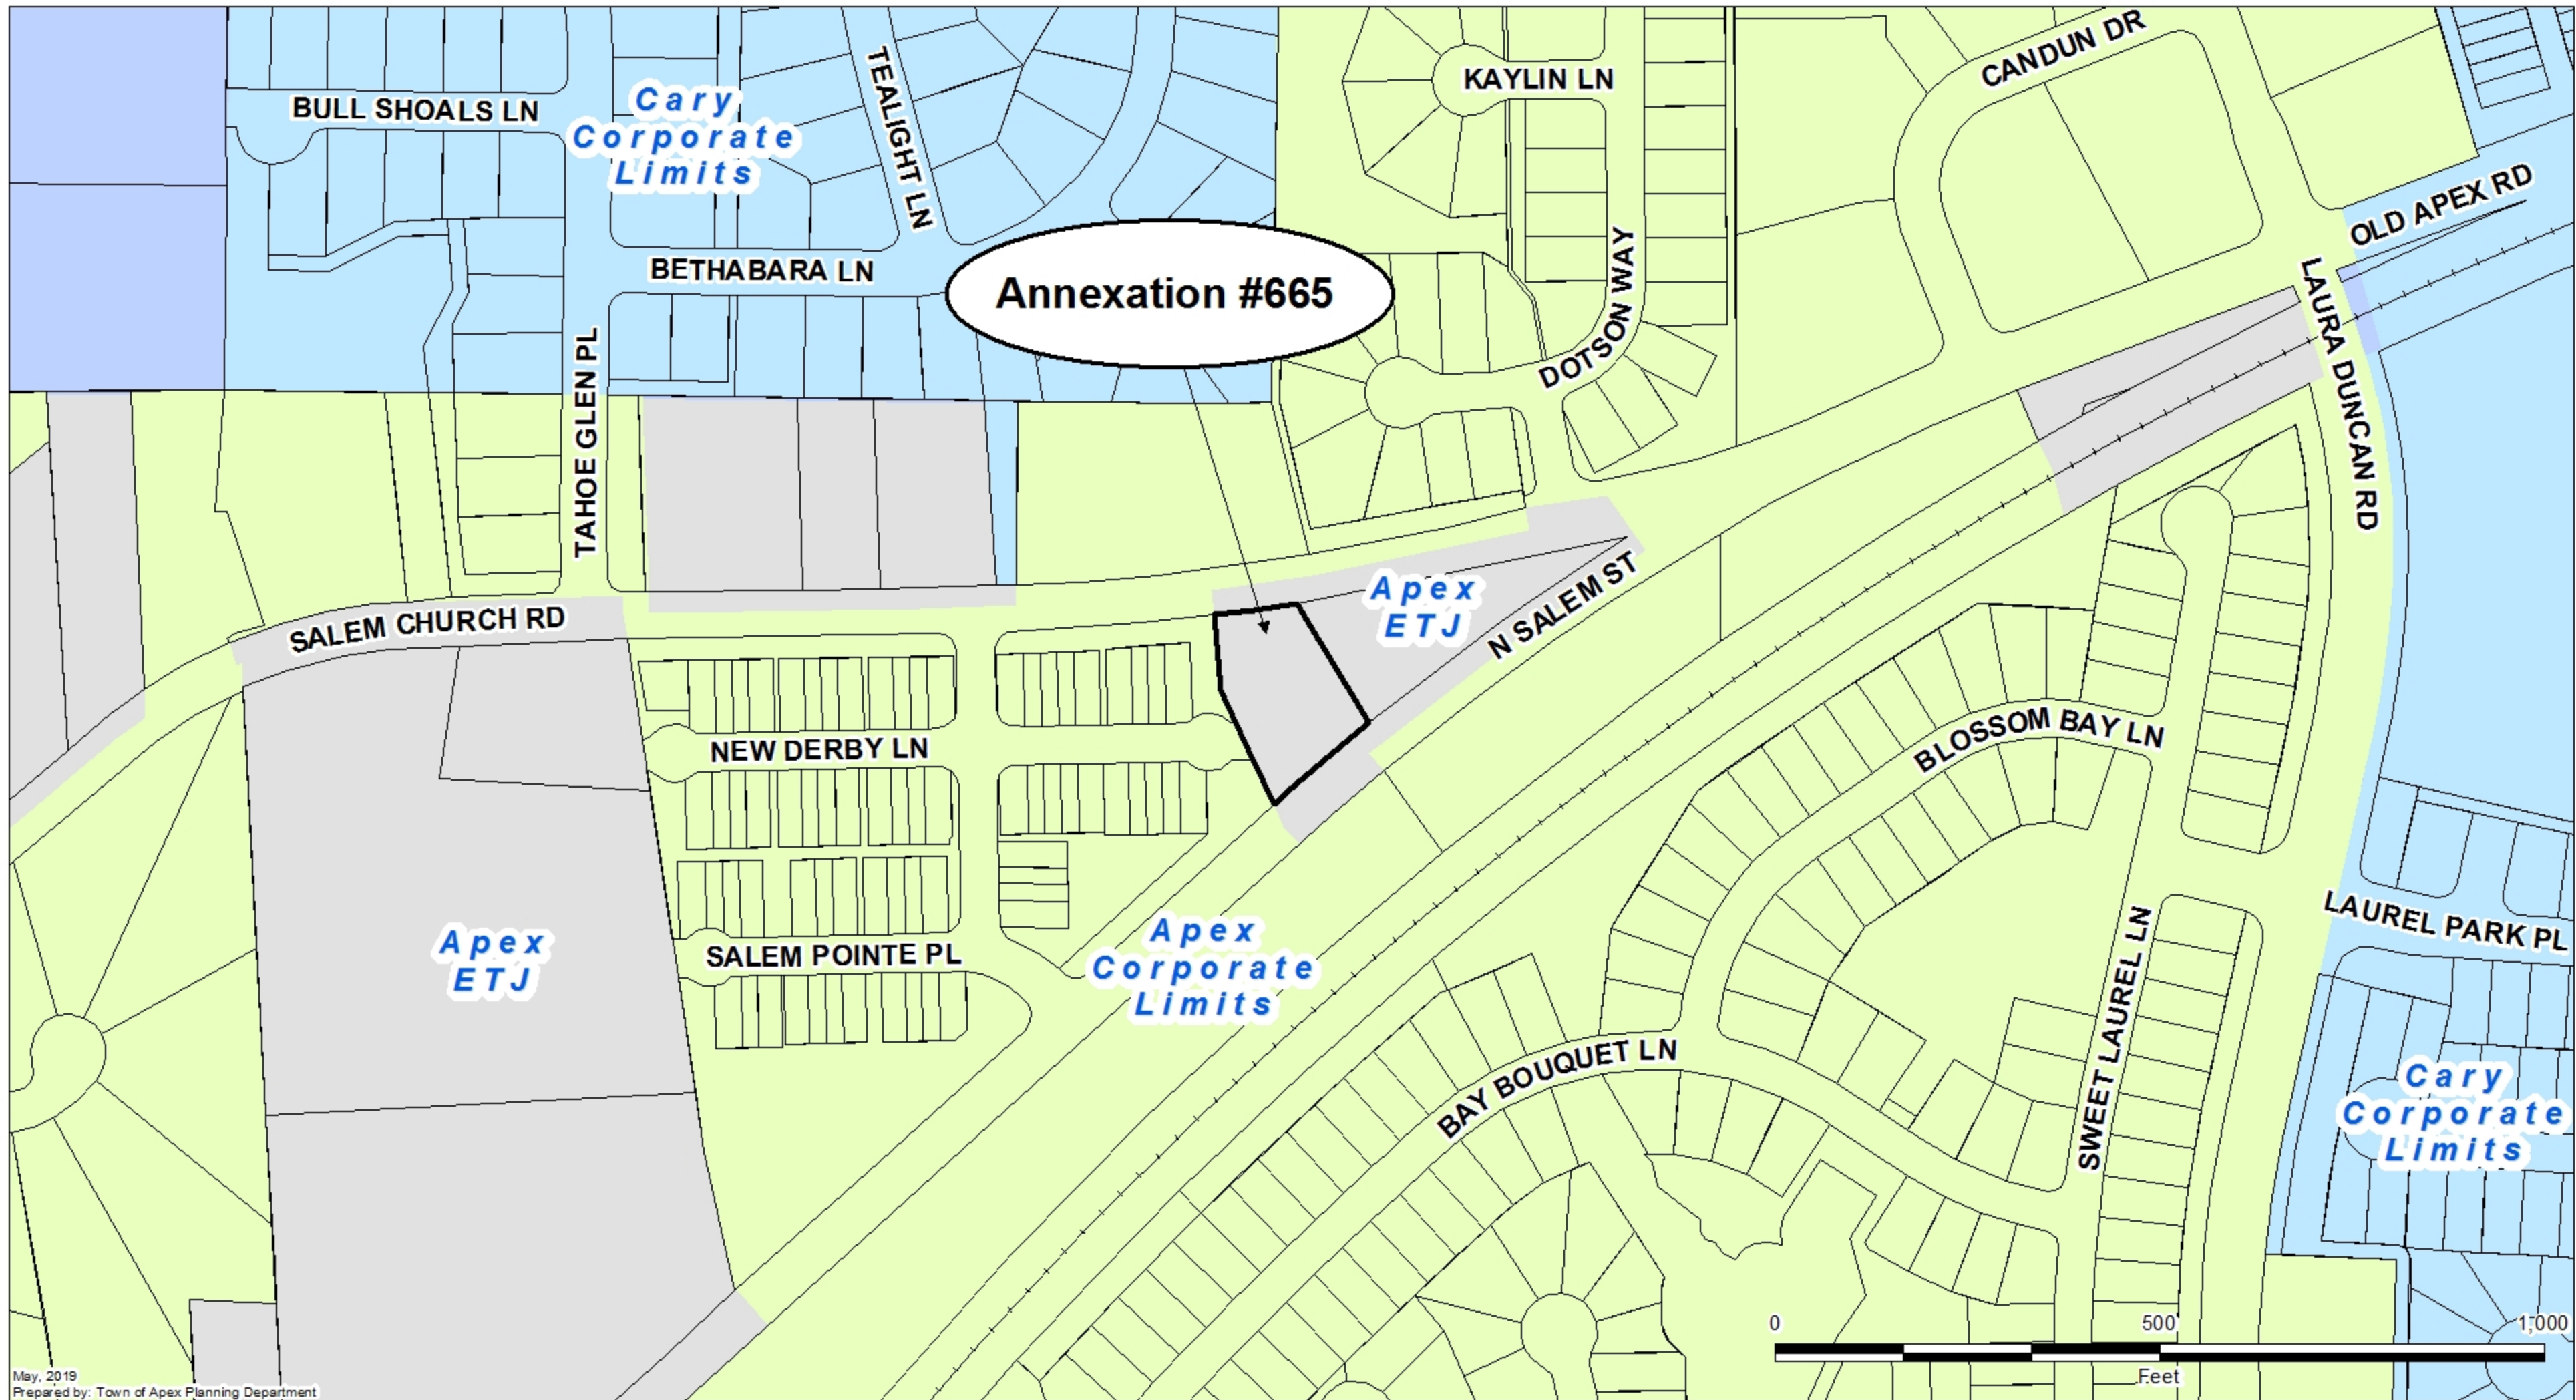 BULL SHOALS LN
Cary
Corporate
Limits
TEALIGHT LN
KAYLIN LN
CANDUN DR
OLD APEX RD
BETHABARA LN
Annexation #665
DOTSON WAY
LAURA DUNCAN RD
TAHOE GLEN PL
SALEM CHURCH RD
Apex
ETJ
N SALEM ST
NEW DERBY LN
BLOSSOM BAY LN
Apex
ETJ
SALEM POINTE PL
Apex
Corporate
Limits
LAUREL PARK PL
SWEET LAUREL LN
BAY BOUQUET LN
Cary
Corporate
Limits
0 500 1,000
Feet
May, 2019
Prepared by: Town of Apex Planning Department